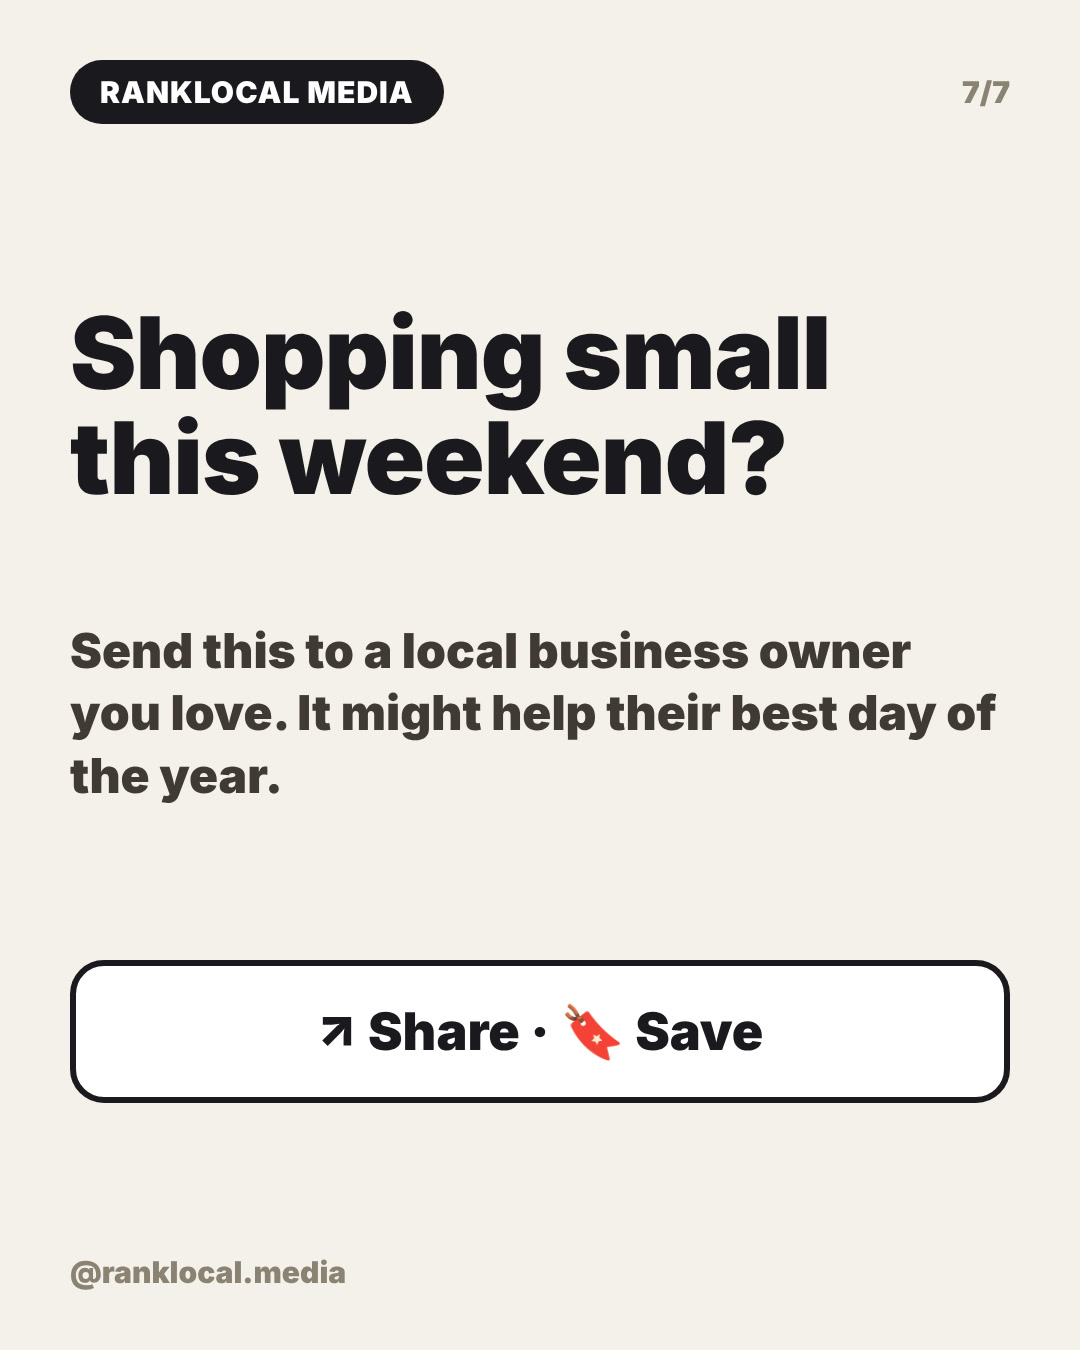 RANKLOCAL MEDIA
7/7
Shopping small
this weekend?
Send this to a local business owner
you love. It might help their best day of
the year.
↗ Share · 🔖 Save
@ranklocal.media